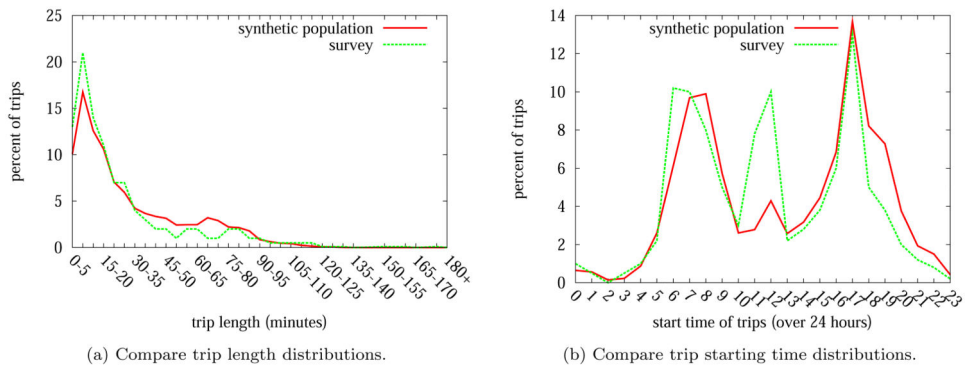 25
20
15
10
5
0
percent of trips
synthetic population
survey
0-5
15-20
30-35
45-50
60-65
75-80
90-95
105-110
120-125
135-140
150-155
165-170
180+
trip length (minutes)
(a) Compare trip length distributions.
14
12
10
8
6
4
2
0
percent of trips
synthetic population
survey
0 1 2 3 4 5 6 7 8 9 10 11 12 13 14 15 16 17 18 19 20 21 22 23
start time of trips (over 24 hours)
(b) Compare trip starting time distributions.